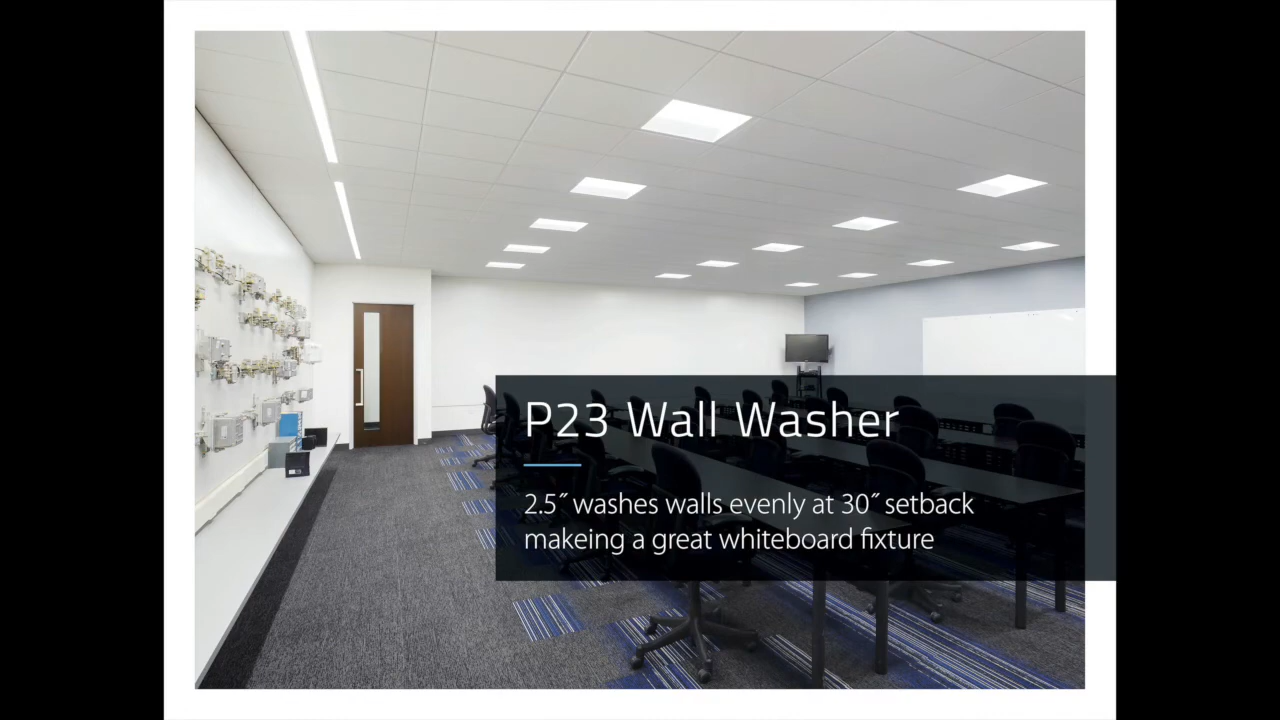 P23 Wall Washer
2.5˝ washes walls evenly at 30˝ setback
makeing a great whiteboard fixture